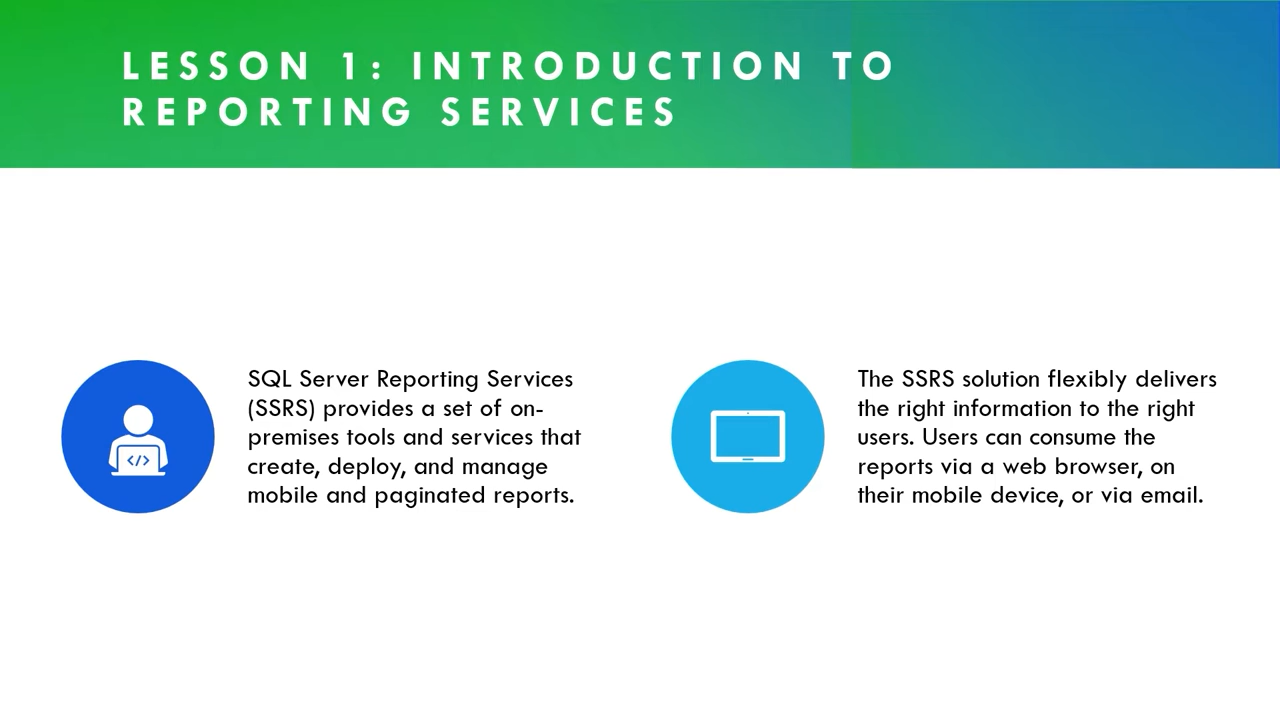 LESSON 1: INTRODUCTION TO
REPORTING SERVICES
SQL Server Reporting Services
(SSRS) provides a set of on-
premises tools and services that
create, deploy, and manage
mobile and paginated reports.
The SSRS solution flexibly delivers
the right information to the right
users. Users can consume the
reports via a web browser, on
their mobile device, or via email.